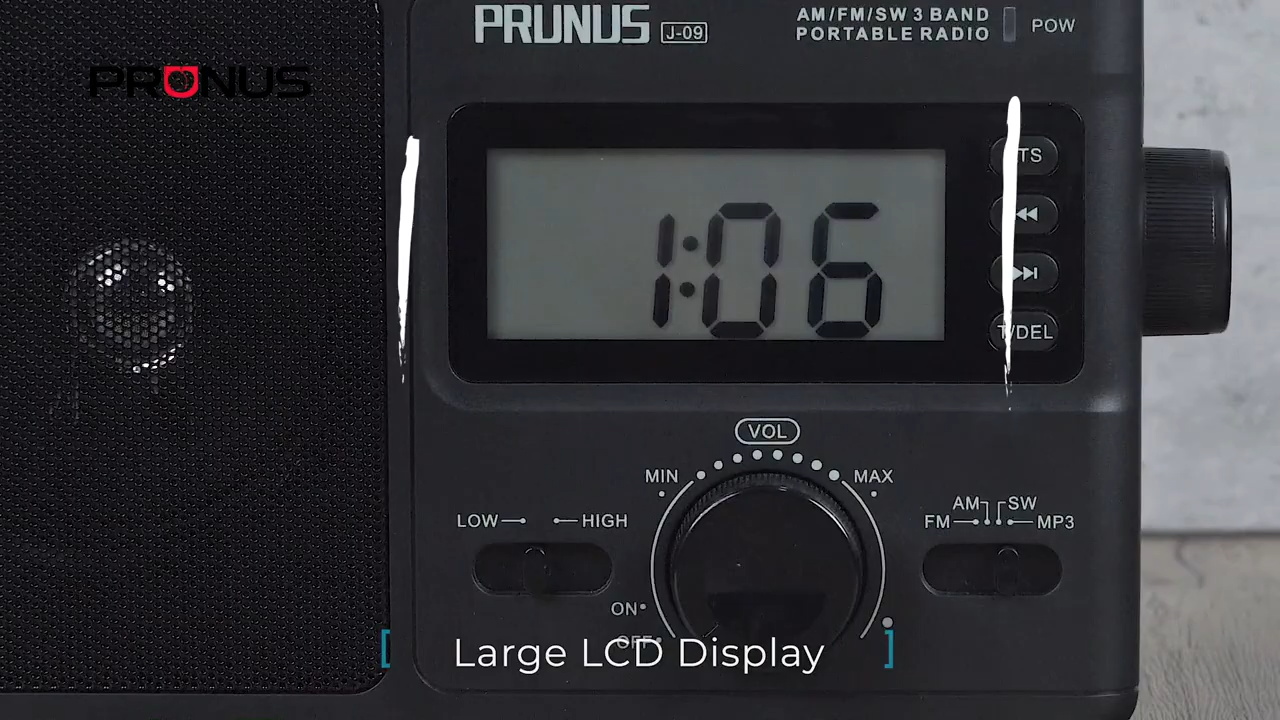 PRUNUS J-09
AM/FM/SW 3 BAND
PORTABLE RADIO
POW
PRUNUS
1:06
T/DEL
VOL
MIN
MAX
LOW
HIGH
AM SW
FM MP3
ON
OFF
Large LCD Display